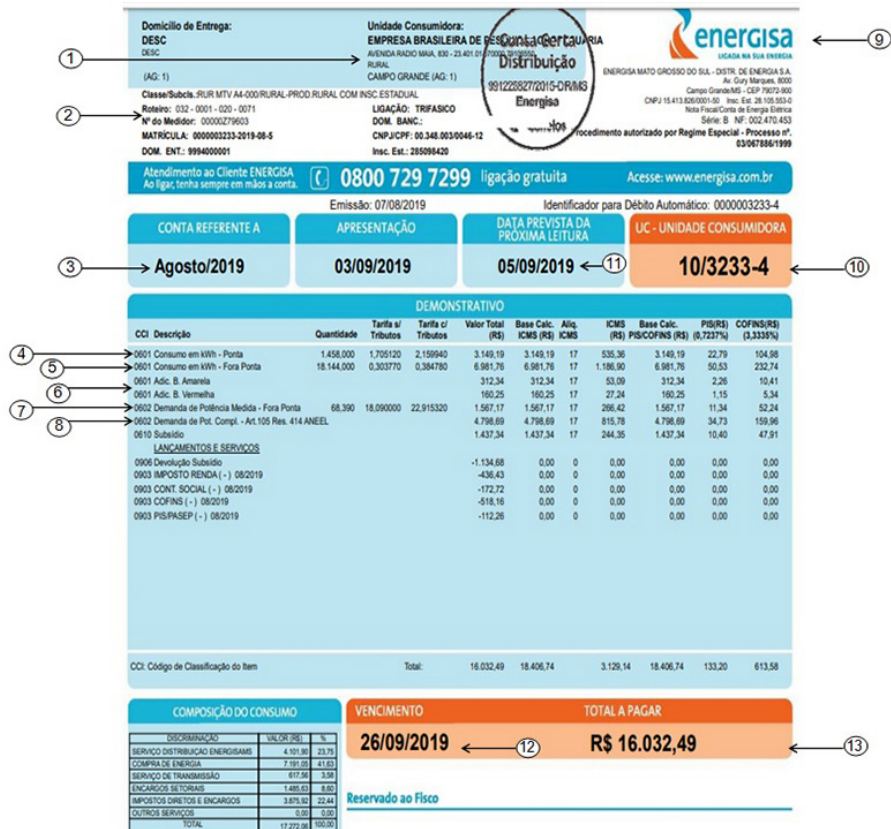 Domicílio de Entrega:
DESC
DESC
(AG: 1)
Unidade Consumidora:
EMPRESA BRASILEIRA DE AGROPECUÁRIA
AVENIDA RADIO MAIA, 830 - 23.401.01
RURAL
CAMPO GRANDE (AG: 1)
Conta Certa
Distribuição
9912258827/2015-DR/MS
Energisa
energisa
LIGADA NA SUA ENERGIA
ENERGISA MATO GROSSO DO SUL - DISTR. DE ENERGIA S.A.
Av. Gury Marques, 8000
Campo Grande/MS - CEP 79072-900
CNPJ 15.413.826/0001-50 Insc. Est. 28.105.553-0
Nota Fiscal/Conta de Energia Elétrica
Série: B NF: 002.470.453
Procedimento autorizado por Regime Especial - Processo nº.
03/067886/1999
Classe/Subcls.:RUR MTV A4-000/RURAL-PROD.RURAL COM INSC.ESTADUAL
Roteiro: 032 - 0001 - 020 - 0071
Nº do Medidor: 00000Z79603
MATRÍCULA: 0000003233-2019-08-5
DOM. ENT.: 9994000001
LIGAÇÃO: TRIFASICO
DOM. BANC.:
CNPJ/CPF: 00.348.003/0046-12
Insc. Est.: 285098420
Atendimento ao Cliente ENERGISA
Ao ligar, tenha sempre em mãos a conta.
0800 729 7299 ligação gratuita
Acesse: www.energisa.com.br
Emissão: 07/08/2019 Identificador para Débito Automático: 0000003233-4
CONTA REFERENTE A
Agosto/2019
APRESENTAÇÃO
03/09/2019
DATA PREVISTA DA
PRÓXIMA LEITURA
05/09/2019
UC - UNIDADE CONSUMIDORA
10/3233-4
DEMONSTRATIVO
CCI Descrição Quantidade Tarifa s/ Tributos Tarifa c/ Tributos Valor Total (R$) Base Calc. ICMS (R$) Aliq. ICMS ICMS (R$) Base Calc. PIS/COFINS (R$) PIS(R$) (0,7237%) COFINS(R$) (3,3335%)
0601 Consumo em kWh - Ponta 1.458,000 1,705120 2,159940 3.149,19 3.149,19 17 535,36 3.149,19 22,79 104,98
0601 Consumo em kWh - Fora Ponta 18.144,000 0,303770 0,384780 6.981,76 6.981,76 17 1.186,90 6.981,76 50,53 232,74
0601 Adic. B. Amarela 312,34 312,34 17 53,09 312,34 2,26 10,41
0601 Adic. B. Vermelha 160,25 160,25 17 27,24 160,25 1,15 5,34
0602 Demanda de Potência Medida - Fora Ponta 68,390 18,090000 22,915320 1.567,17 1.567,17 17 266,42 1.567,17 11,34 52,24
0602 Demanda de Pot. Compl. - Art.105 Res. 414 ANEEL 4.798,69 4.798,69 17 815,78 4.798,69 34,73 159,96
0610 Subsídio 1.437,34 1.437,34 17 244,35 1.437,34 10,40 47,91
LANÇAMENTOS E SERVIÇOS
0906 Devolução Subsídio -1.134,68 0,00 0 0,00 0,00 0,00 0,00
0903 IMPOSTO RENDA ( - ) 08/2019 -436,43 0,00 0 0,00 0,00 0,00 0,00
0903 CONT. SOCIAL ( - ) 08/2019 -172,72 0,00 0 0,00 0,00 0,00 0,00
0903 COFINS ( - ) 08/2019 -518,16 0,00 0 0,00 0,00 0,00 0,00
0903 PIS/PASEP ( - ) 08/2019 -112,26 0,00 0 0,00 0,00 0,00 0,00
CCI: Código de Classificação do Item Total: 16.032,49 18.406,74 3.129,14 18.406,74 133,20 613,58
COMPOSIÇÃO DO CONSUMO
DISCRIMINAÇÃO VALOR (R$) %
SERVIÇO DISTRIBUIÇÃO ENERGISAMS 4.101,90 23,75
COMPRA DE ENERGIA 7.191,05 41,63
SERVIÇO DE TRANSMISSÃO 617,56 3,58
ENCARGOS SETORIAIS 1.485,63 8,60
IMPOSTOS DIRETOS E ENCARGOS 3.875,92 22,44
OUTROS SERVIÇOS 0,00 0,00
TOTAL 17.272,06 100,00
VENCIMENTO
26/09/2019
TOTAL A PAGAR
R$ 16.032,49
Reservado ao Fisco
1
2
3
4
5
6
7
8
9
10
11
12
13